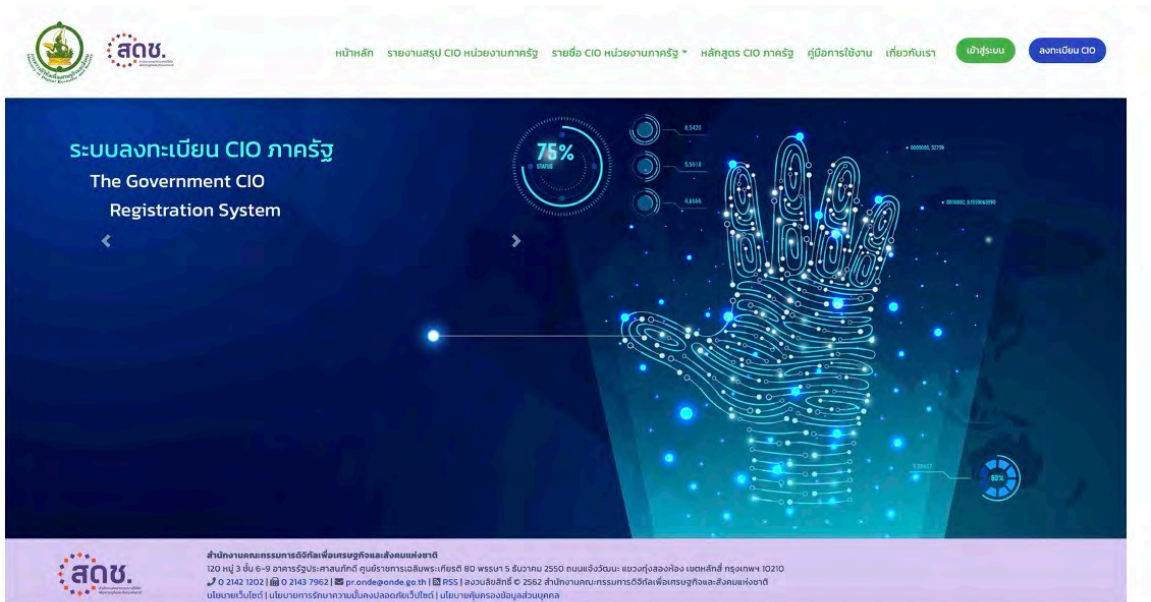 สดช.
หน้าหลัก รายงานสรุป CIO หน่วยงานภาครัฐ รายชื่อ CIO หน่วยงานภาครัฐ หลักสูตร CIO ภาครัฐ คู่มือการใช้งาน เกี่ยวกับเรา เข้าสู่ระบบ ลงทะเบียน CIO
ระบบลงทะเบียน CIO ภาครัฐ
The Government CIO
Registration System
75%
STATUS
80%
สดช.
สำนักงานคณะกรรมการดิจิทัลเพื่อเศรษฐกิจและสังคมแห่งชาติ
120 หมู่ 3 ชั้น 6-9 อาคารรัฐประศาสนภักดี ศูนย์ราชการเฉลิมพระเกียรติ 80 พรรษา 5 ธันวาคม 2550 ถนนแจ้งวัฒนะ แขวงทุ่งสองห้อง เขตหลักสี่ กรุงเทพฯ 10210
0 2142 1202 | 0 2143 7962 | pr.onde@onde.go.th | RSS | สงวนลิขสิทธิ์ © 2562 สำนักงานคณะกรรมการดิจิทัลเพื่อเศรษฐกิจและสังคมแห่งชาติ
นโยบายเว็บไซต์ | นโยบายการรักษาความมั่นคงปลอดภัยเว็บไซต์ | นโยบายคุ้มครองข้อมูลส่วนบุคคล